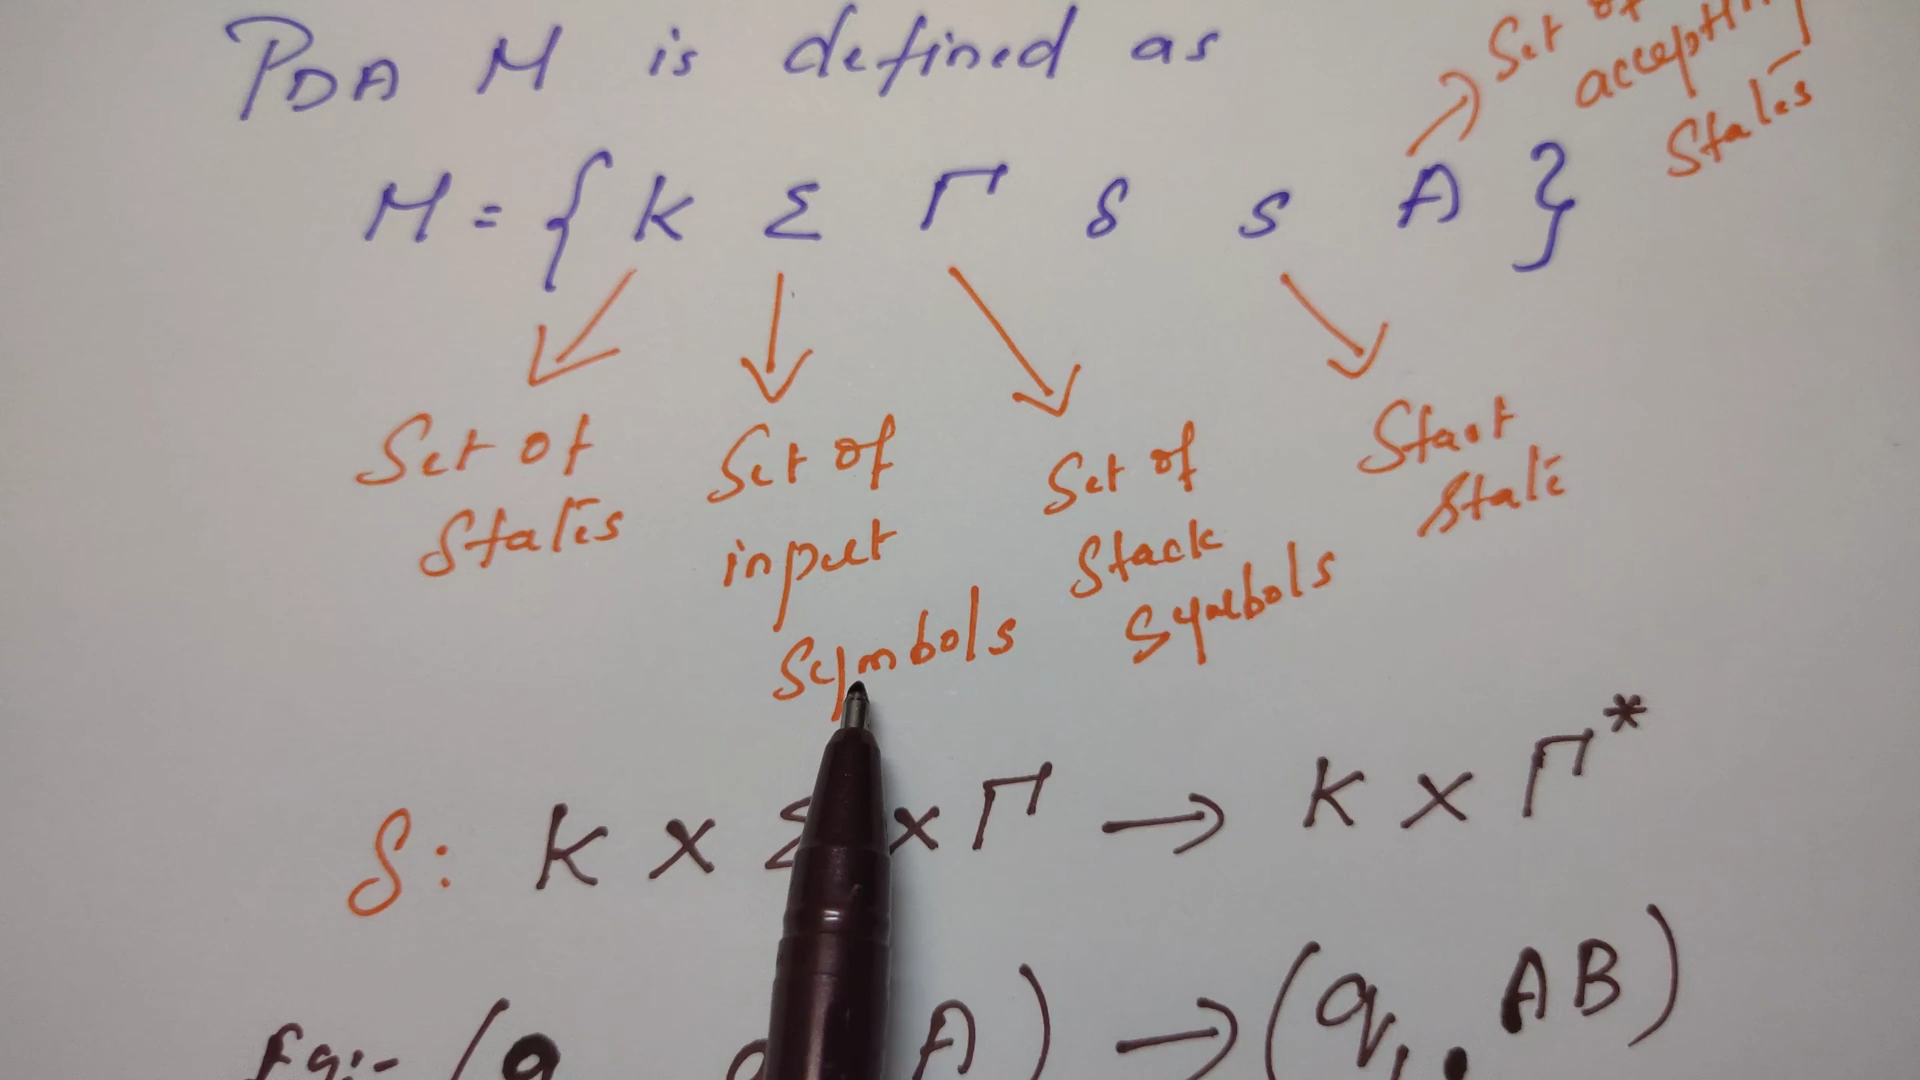 PDA M is defined as
M = { K Σ Γ δ s A }
Set of
accepting
States
Set of
States
Set of
input
Symbols
Set of
Stack
Symbols
Start
State
δ: K × Σ × Γ → K × Γ*
Eg:- (q A) → (q, AB)